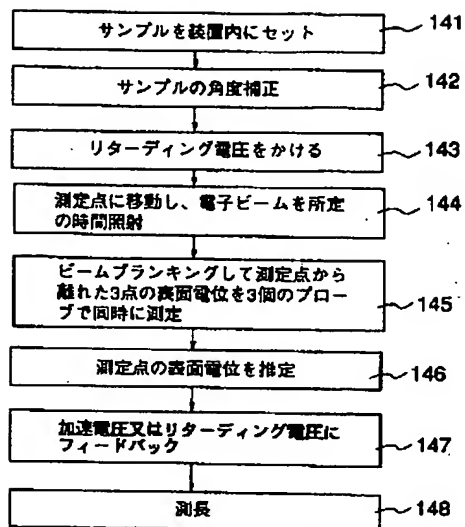 サンプルを装置内にセット 141
サンプルの角度補正 142
リターディング電圧をかける 143
測定点に移動し、電子ビームを所定
の時間照射 144
ビームブランキングして測定点から
離れた3点の表面電位を3個のプロー
ブで同時に測定 145
測定点の表面電位を推定 146
加速電圧又はリターディング電圧に
フィードバック 147
測長 148